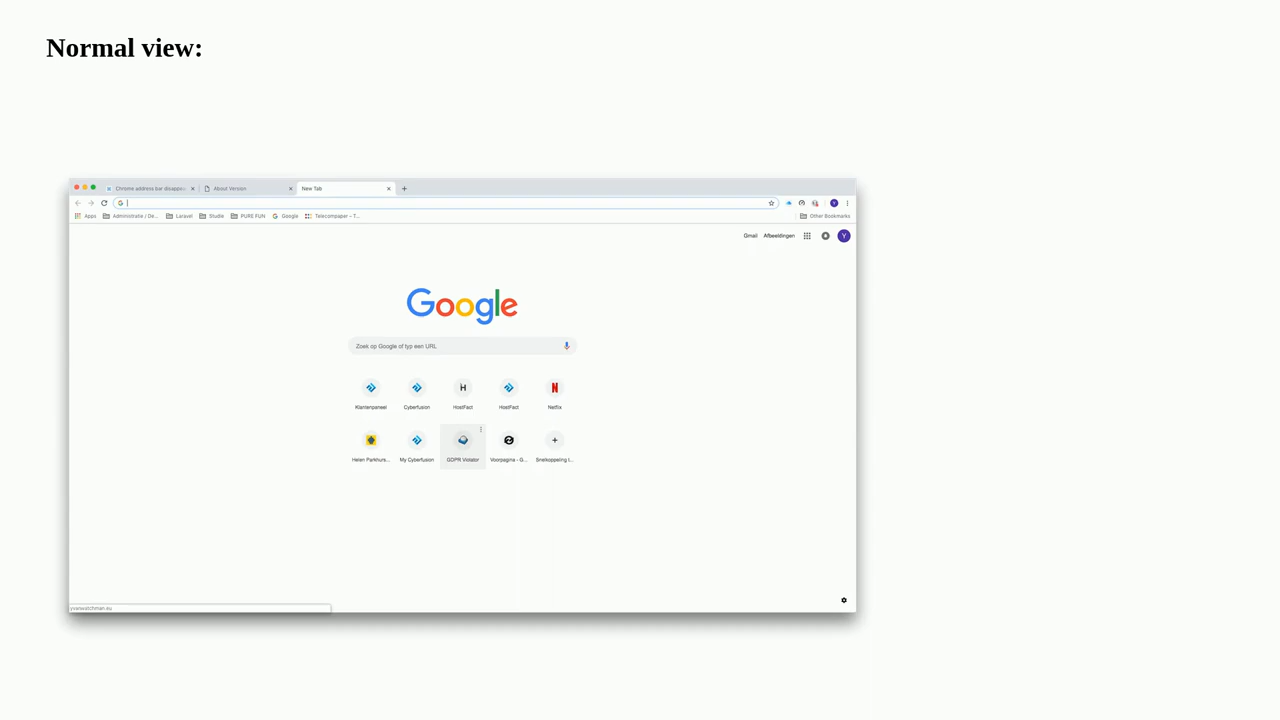 Normal view:
Chrome address bar disappea
About Version
New Tab
Apps
Administratie / De...
Laravel
Studie
PURE FUN
Google
Telecompaper – T...
Other Bookmarks
Gmail
Afbeeldingen
Y
Google
Zoek op Google of typ een URL
Klantenpaneel
Cyberfusion
HostFact
HostFact
Netflix
Helen Parkhurs...
My Cyberfusion
GDPR Violator
Voorpagina - G...
Snelkoppeling t...
yvanwatchman.eu